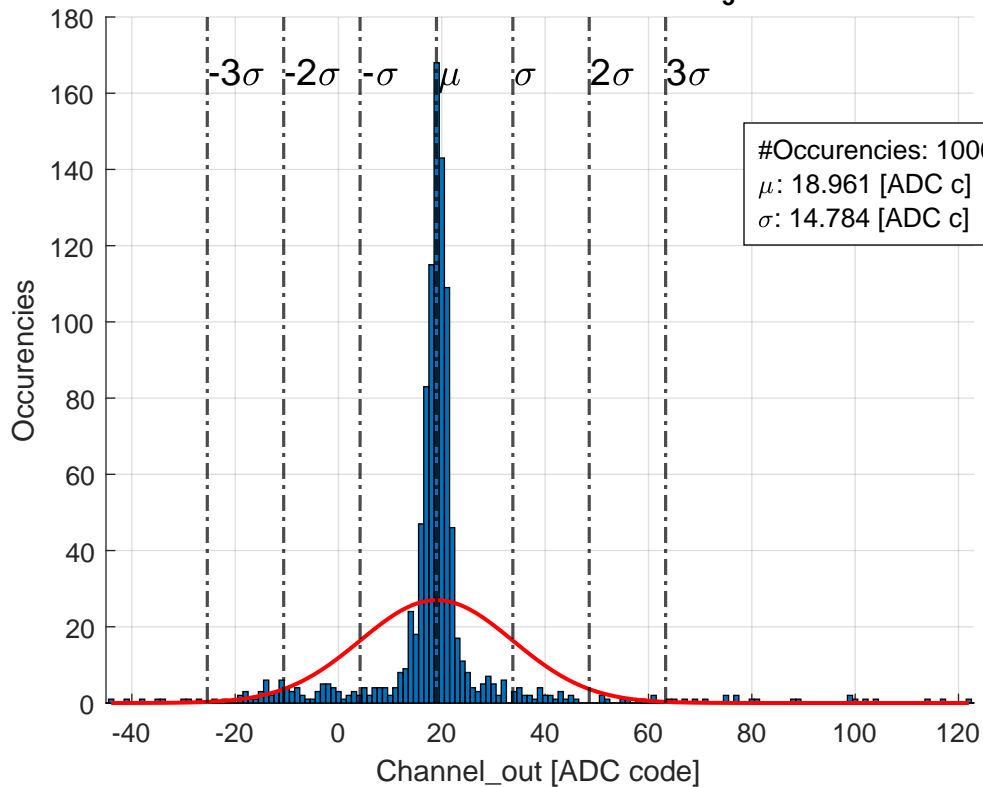 180
160
140
120
100
80
60
40
20
0
-3σ -2σ -σ μ σ 2σ 3σ
#Occurencies: 100
μ: 18.961 [ADC c]
σ: 14.784 [ADC c]
Occurencies
-40 -20 0 20 40 60 80 100 120
Channel_out [ADC code]